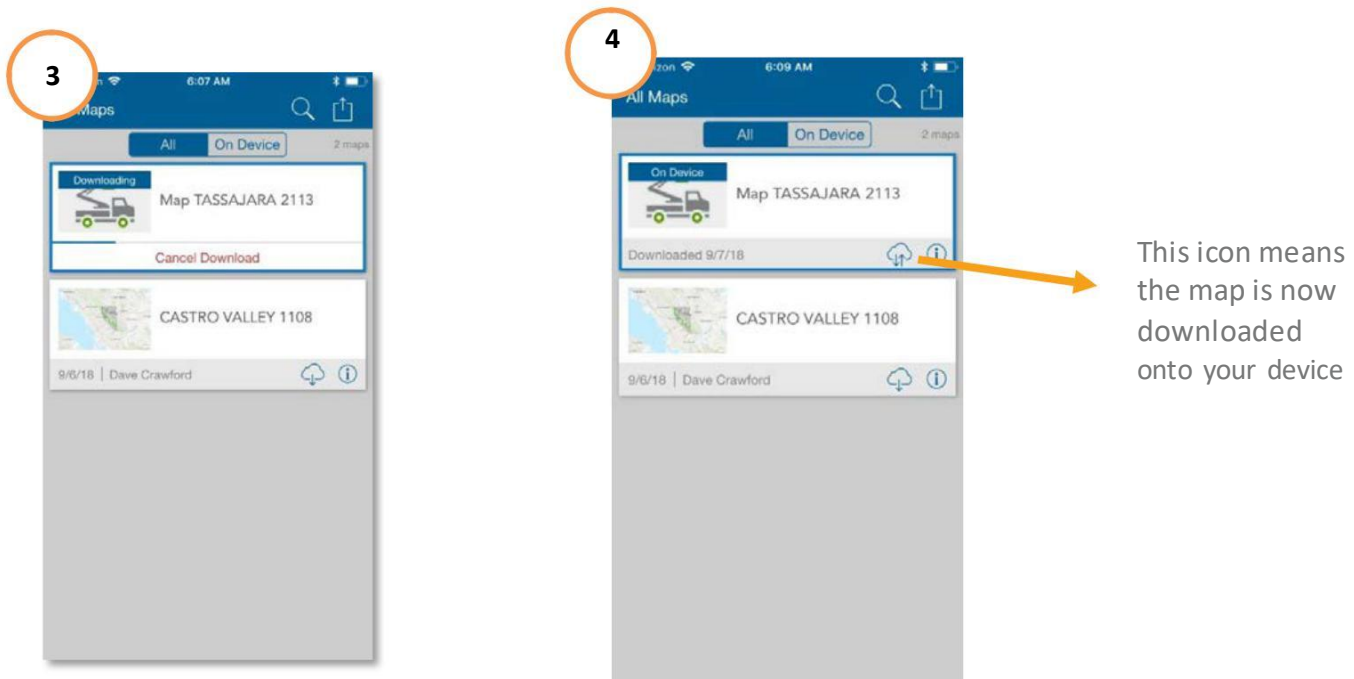 3
6:07 AM
Maps
All
On Device
2 maps
Downloading
Map TASSAJARA 2113
Cancel Download
CASTRO VALLEY 1108
9/6/18 | Dave Crawford
4
6:09 AM
All Maps
All
On Device
2 maps
On Device
Map TASSAJARA 2113
Downloaded 9/7/18
CASTRO VALLEY 1108
9/6/18 | Dave Crawford
This icon means
the map is now
downloaded
onto your device